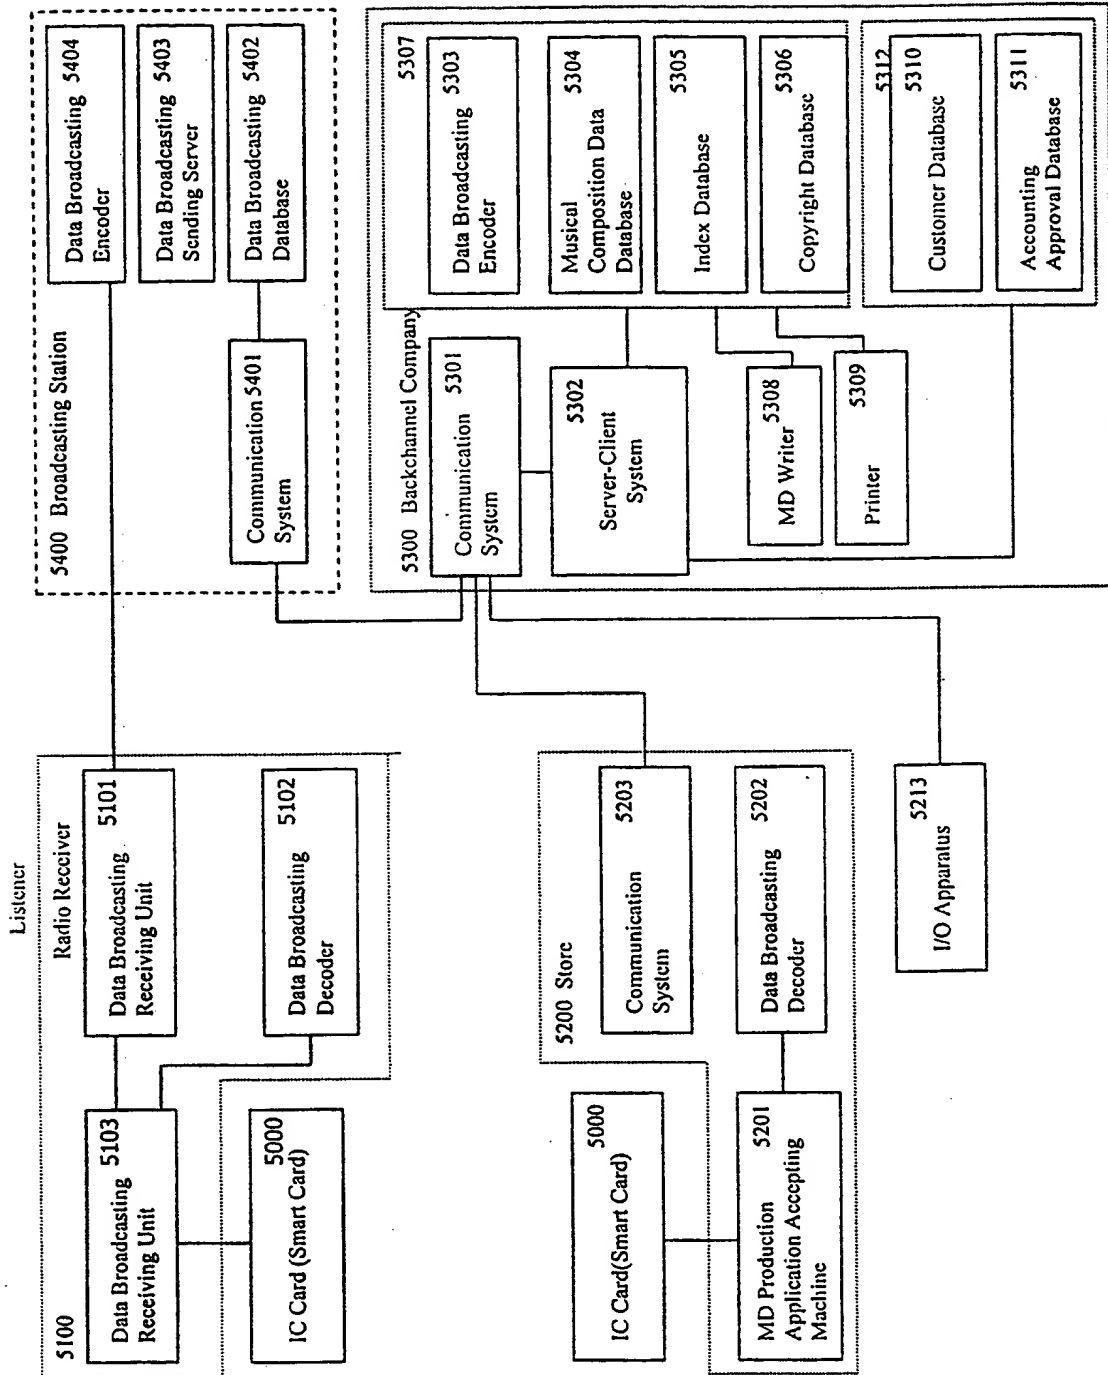 Listener
5100
Radio Receiver
5103
Data Broadcasting
Receiving Unit
5101
Data Broadcasting
Receiving Unit
5102
Data Broadcasting
Decoder
5000
IC Card (Smart Card)
5400 Broadcasting Station
5404
Data Broadcasting
Encoder
5403
Data Broadcasting
Sending Server
5402
Data Broadcasting
Database
Communication 5401
System
5000
IC Card(Smart Card)
5200 Store
5203
Communication
System
5201
MD Production
Application Accepting
Machine
5202
Data Broadcasting
Decoder
5213
I/O Apparatus
5300 Backchannel Company
5301
Communication
System
5302
Server-Client
System
5307
5303
Data Broadcasting
Encoder
5304
Musical
Composition Data
Database
5305
Index Database
5306
Copyright Database
5308
MD Writer
5309
Printer
5312
5310
Customer Database
5311
Accounting
Approval Database